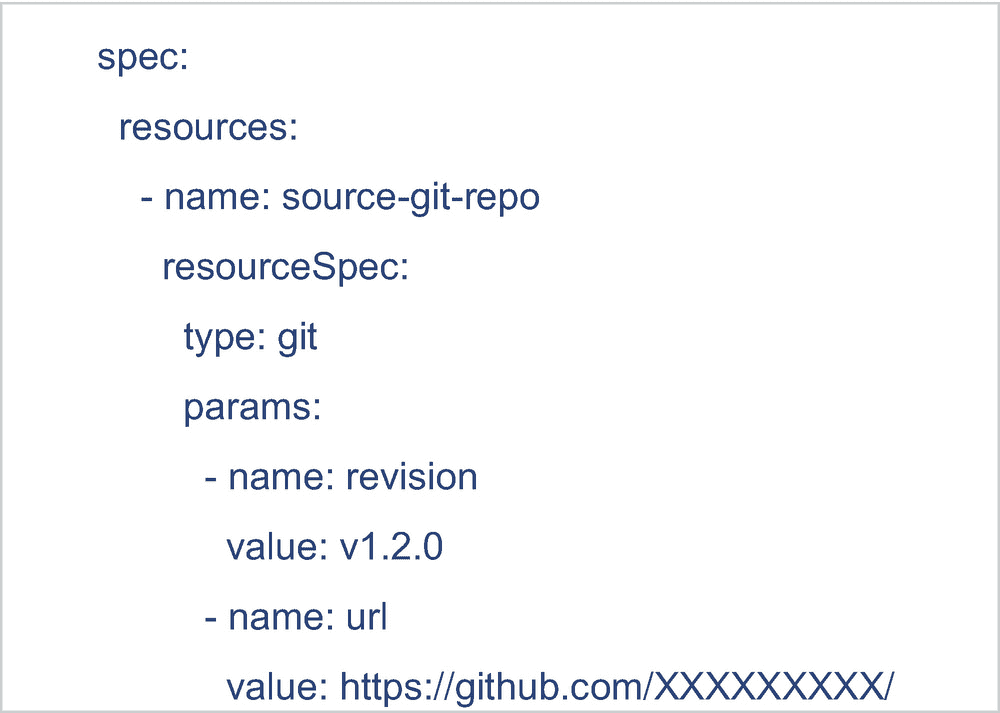 spec:
resources:
- name: source-git-repo
resourceSpec:
type: git
params:
- name: revision
value: v1.2.0
- name: url
value: https://github.com/XXXXXXXXX/